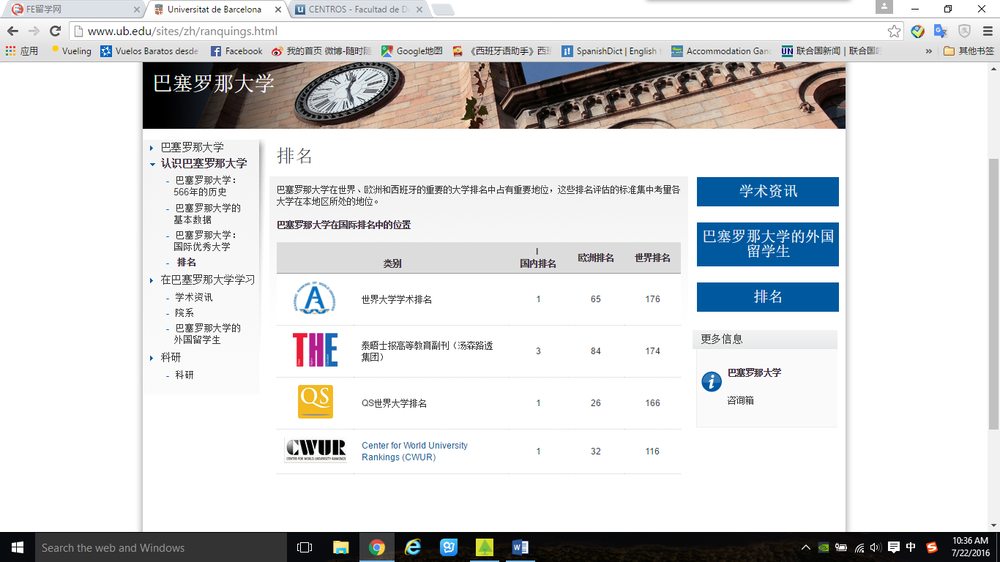 FE留学网
Universitat de Barcelona
CENTROS - Facultad de D
www.ub.edu/sites/zh/ranquings.html
应用
Vueling
Vuelos Baratos desde
Facebook
我的首页 微博-随时随
Google地图
《西班牙语助手》西班
SpanishDict | English
Accommodation Gand
UN 联合国新闻 | 联合国
»
其他书签
巴塞罗那大学
巴塞罗那大学
认识巴塞罗那大学
- 巴塞罗那大学：
566年的历史
- 巴塞罗那大学的
基本数据
- 巴塞罗那大学：
国际优秀大学
- 排名
在巴塞罗那大学学习
- 学术资讯
- 院系
- 巴塞罗那大学的
外国留学生
科研
- 科研
排名
巴塞罗那大学在世界、欧洲和西班牙的重要的大学排名中占有重要地位，这些排名评估的标准集中考量各
大学在本地区所处的地位。
巴塞罗那大学在国际排名中的位置
类别
I
国内排名
欧洲排名
世界排名
ACADEMIC RANKING OF WORLD UNIVERSITIES
A
世界大学学术排名
1
65
176
THE
泰晤士报高等教育副刊（汤森路透
集团）
3
84
174
QS
QS世界大学排名
1
26
166
CWUR
CENTER FOR WORLD UNIVERSITY RANKINGS
Center for World University
Rankings (CWUR)
1
32
116
学术资讯
巴塞罗那大学的外国
留学生
排名
更多信息
i
巴塞罗那大学
咨询箱
Search the web and Windows
中
10:36 AM
7/22/2016